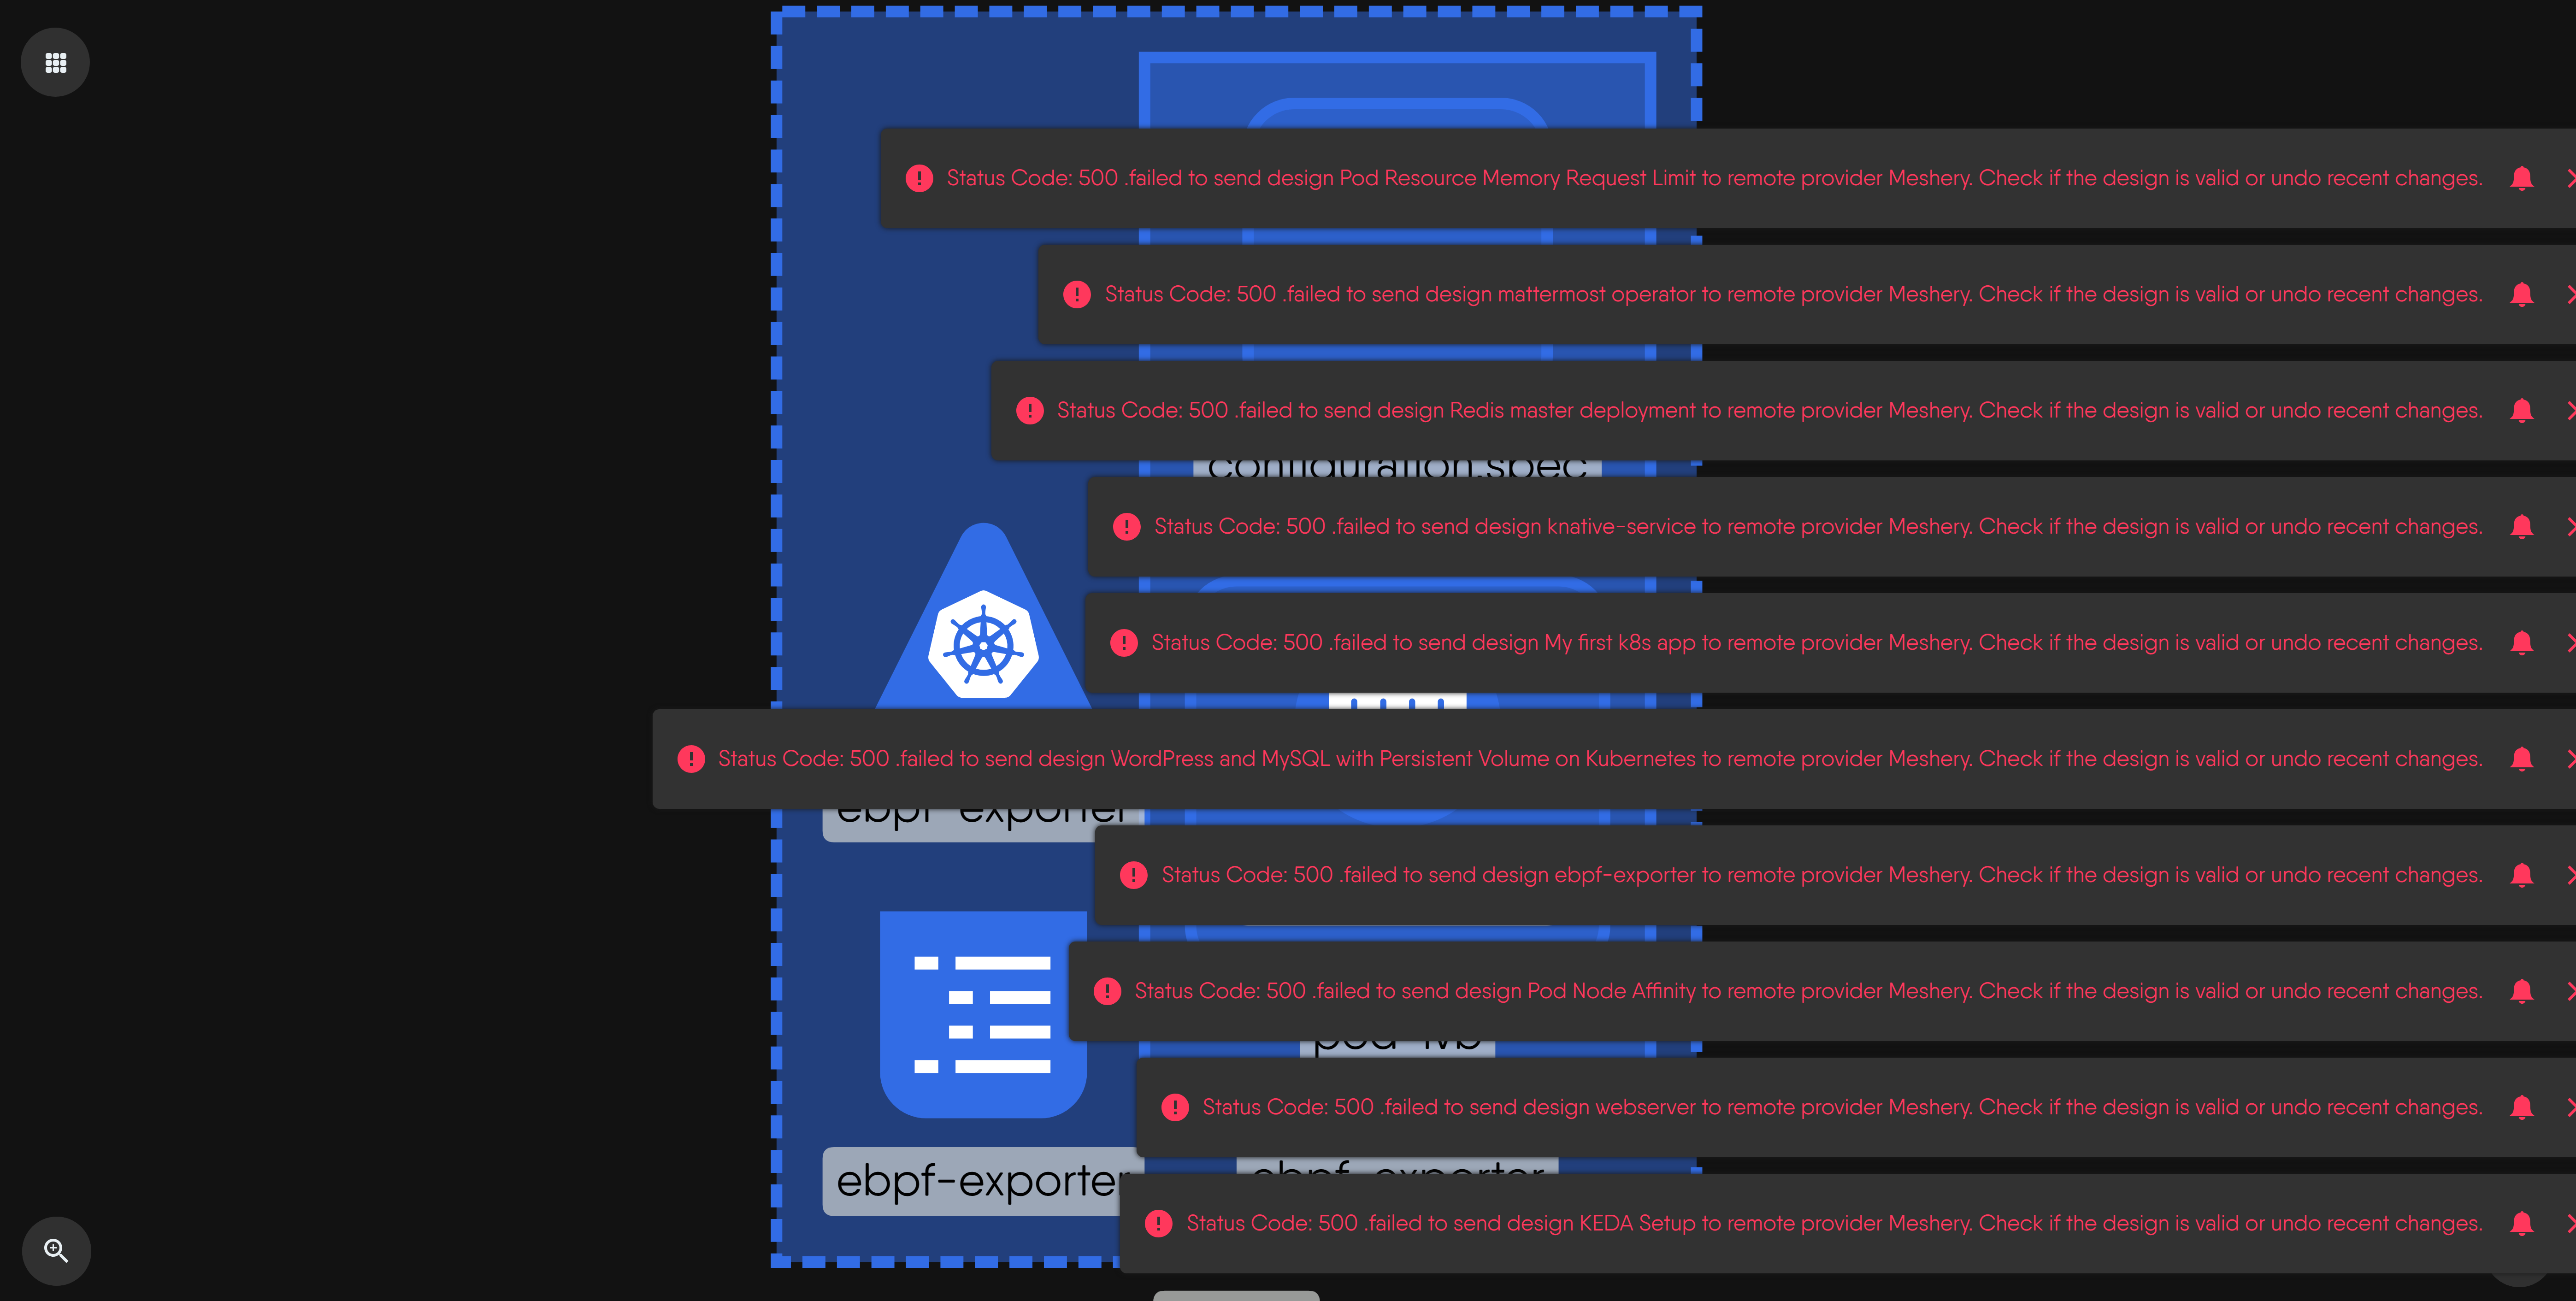 Status Code: 500 .failed to send design Pod Resource Memory Request Limit to remote provider Meshery. Check if the design is valid or undo recent changes.
Status Code: 500 .failed to send design mattermost operator to remote provider Meshery. Check if the design is valid or undo recent changes.
Status Code: 500 .failed to send design Redis master deployment to remote provider Meshery. Check if the design is valid or undo recent changes.
configuration.spec
Status Code: 500 .failed to send design knative-service to remote provider Meshery. Check if the design is valid or undo recent changes.
Status Code: 500 .failed to send design My first k8s app to remote provider Meshery. Check if the design is valid or undo recent changes.
Status Code: 500 .failed to send design WordPress and MySQL with Persistent Volume on Kubernetes to remote provider Meshery. Check if the design is valid or undo recent changes.
ebpf-exporter
Status Code: 500 .failed to send design ebpf-exporter to remote provider Meshery. Check if the design is valid or undo recent changes.
Status Code: 500 .failed to send design Pod Node Affinity to remote provider Meshery. Check if the design is valid or undo recent changes.
Status Code: 500 .failed to send design webserver to remote provider Meshery. Check if the design is valid or undo recent changes.
ebpf-exporter
ebpf-exporter
Status Code: 500 .failed to send design KEDA Setup to remote provider Meshery. Check if the design is valid or undo recent changes.